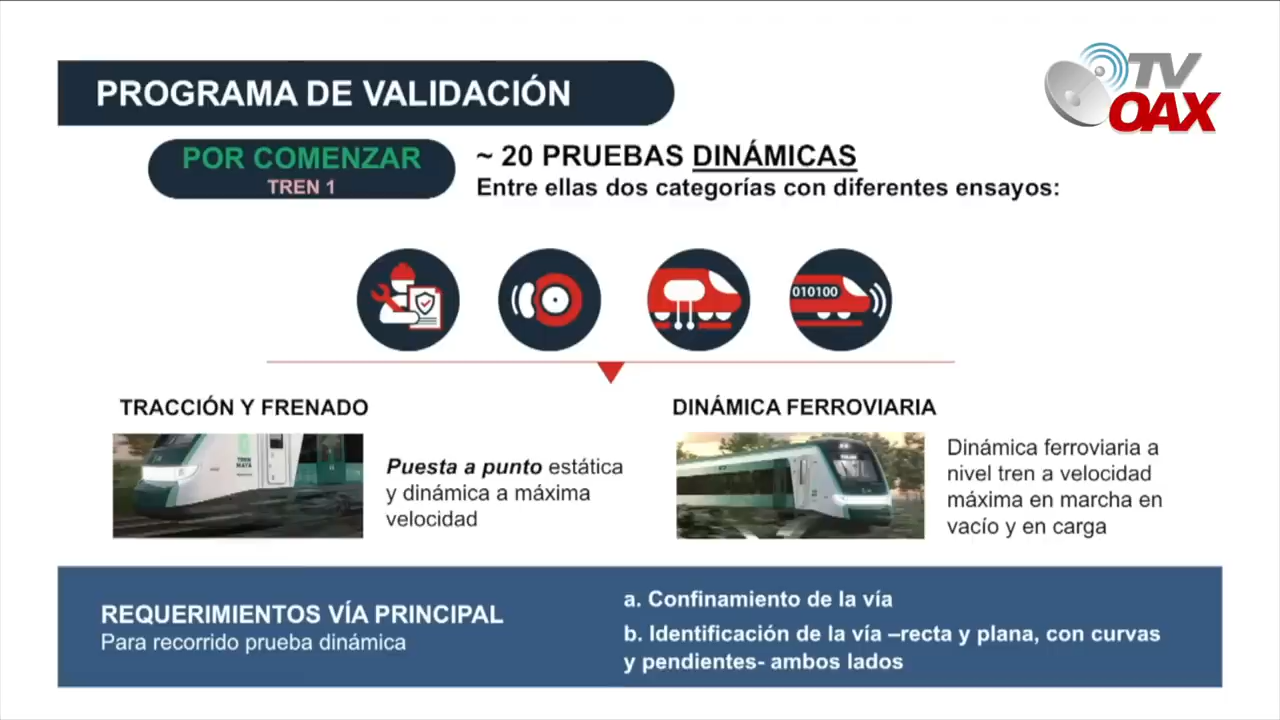 PROGRAMA DE VALIDACIÓN
TV
OAX
POR COMENZAR
TREN 1
~ 20 PRUEBAS DINÁMICAS
Entre ellas dos categorías con diferentes ensayos:
010100
TRACCIÓN Y FRENADO
Puesta a punto estática
y dinámica a máxima
velocidad
DINÁMICA FERROVIARIA
Dinámica ferroviaria a
nivel tren a velocidad
máxima en marcha en
vacío y en carga
REQUERIMIENTOS VÍA PRINCIPAL
Para recorrido prueba dinámica
a. Confinamiento de la vía
b. Identificación de la vía –recta y plana, con curvas
y pendientes- ambos lados